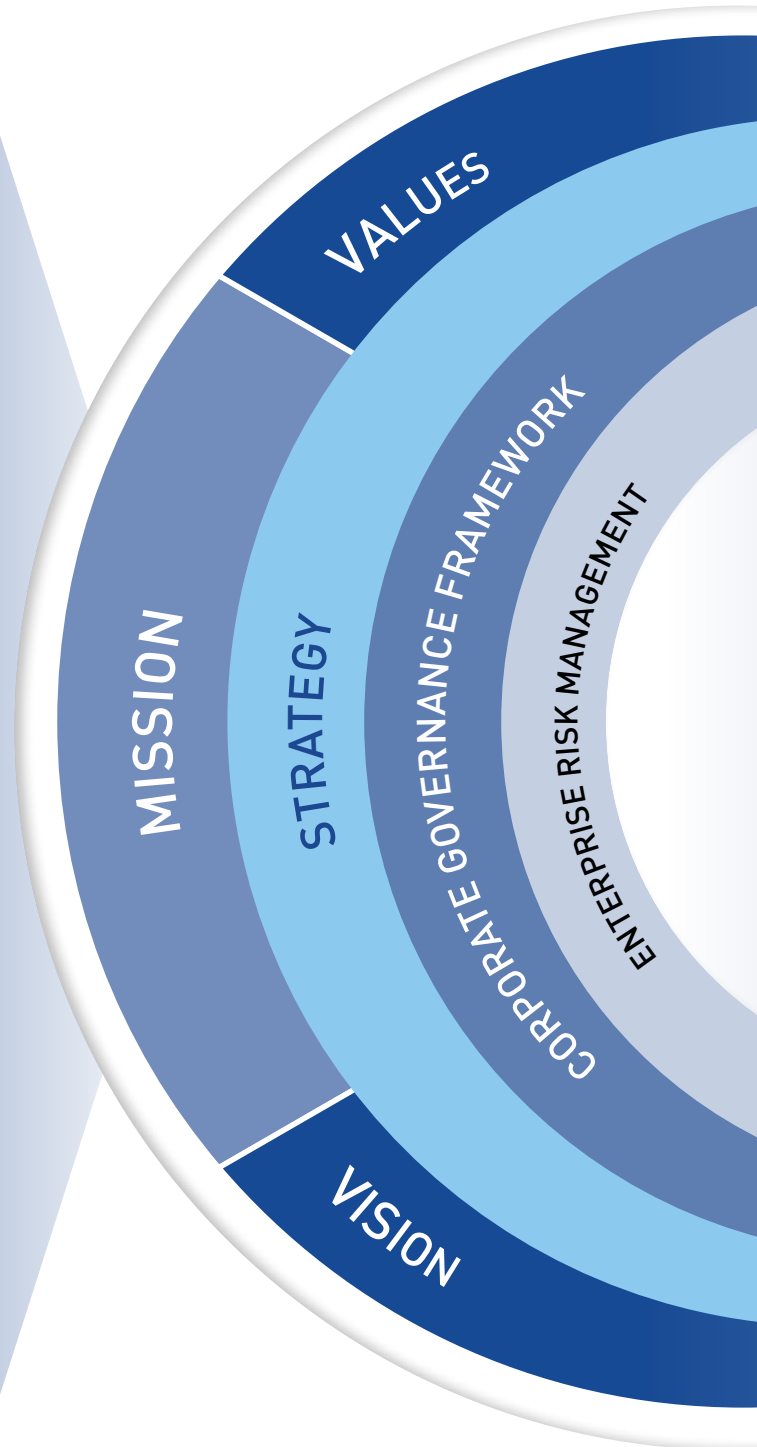 VALUES
MISSION
VISION
STRATEGY
CORPORATE GOVERNANCE FRAMEWORK
ENTERPRISE RISK MANAGEMENT